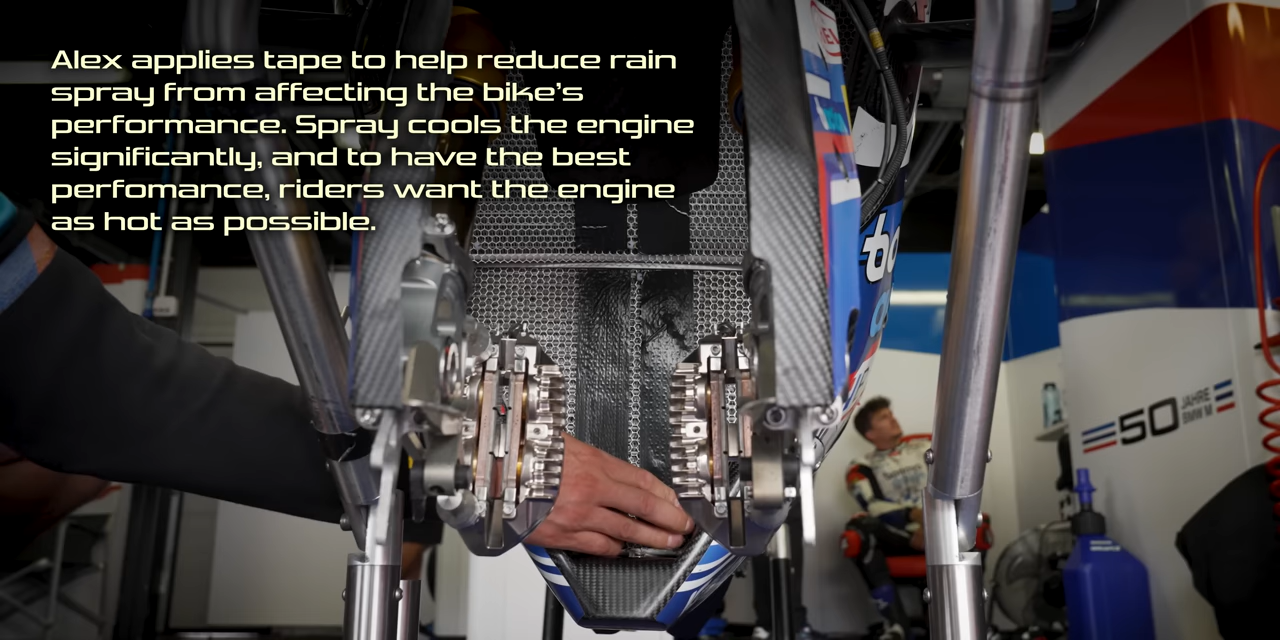 Alex applies tape to help reduce rain
spray from affecting the bike’s
performance. Spray cools the engine
significantly, and to have the best
perfomance, riders want the engine
as hot as possible.
50
JAHRE
BMW M